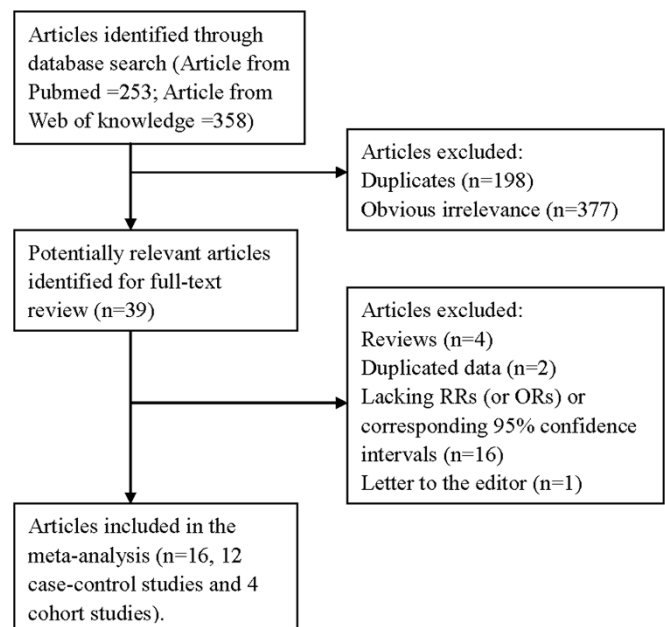 Articles identified through
database search (Article from
Pubmed =253; Article from
Web of knowledge =358)
Articles excluded:
Duplicates (n=198)
Obvious irrelevance (n=377)
Potentially relevant articles
identified for full-text
review (n=39)
Articles excluded:
Reviews (n=4)
Duplicated data (n=2)
Lacking RRs (or ORs) or
corresponding 95% confidence
intervals (n=16)
Letter to the editor (n=1)
Articles included in the
meta-analysis (n=16, 12
case-control studies and 4
cohort studies).